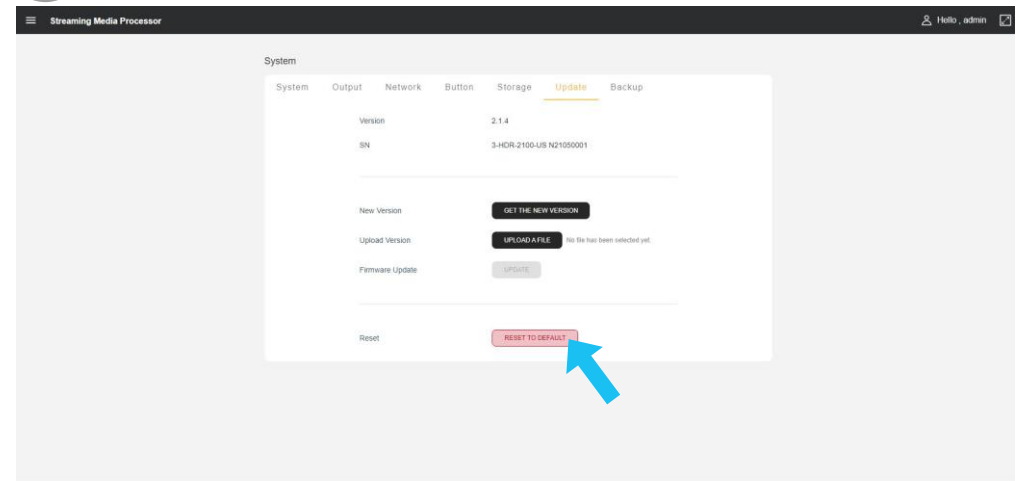 Streaming Media Processor
Hello , admin
System
System Output Network Button Storage Update Backup
Version 2.1.4
SN 3-HDR-2100-US N21050001
New Version GET THE NEW VERSION
Upload Version UPLOAD A FILE No file has been selected yet.
Firmware Update UPDATE
Reset RESET TO DEFAULT